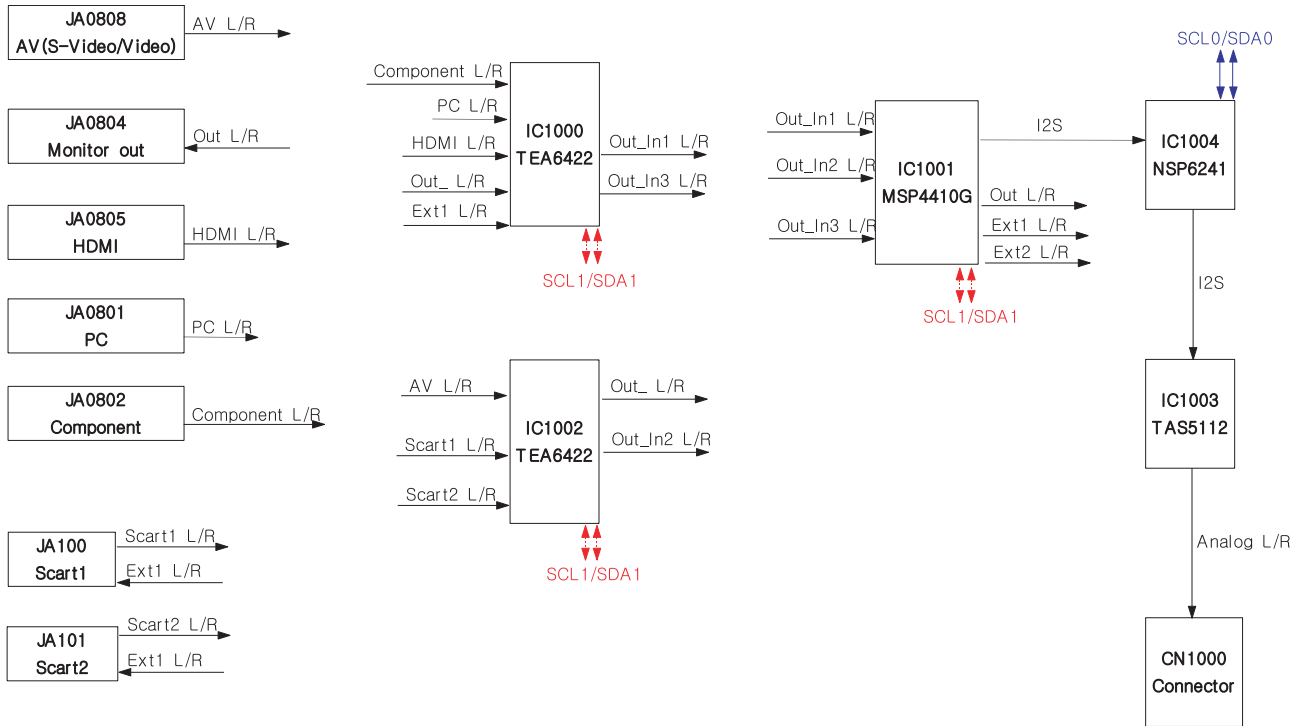 JA0808
AV(S-Video/Video)
AV L/R
JA0804
Monitor out
Out L/R
JA0805
HDMI
HDMI L/R
JA0801
PC
PC L/R
JA0802
Component
Component L/R
JA100
Scart1
Scart1 L/R
Ext1 L/R
JA101
Scart2
Scart2 L/R
Ext1 L/R
Component L/R
PC L/R
HDMI L/R
Out_ L/R
Ext1 L/R
IC1000
TEA6422
Out_In1 L/R
Out_In3 L/R
SCL1/SDA1
AV L/R
Scart1 L/R
Scart2 L/R
IC1002
TEA6422
Out_ L/R
Out_In2 L/R
SCL1/SDA1
Out_In1 L/R
Out_In2 L/R
Out_In3 L/R
IC1001
MSP4410G
I2S
Out L/R
Ext1 L/R
Ext2 L/R
SCL1/SDA1
SCL0/SDA0
IC1004
NSP6241
I2S
IC1003
TAS5112
Analog L/R
CN1000
Connector